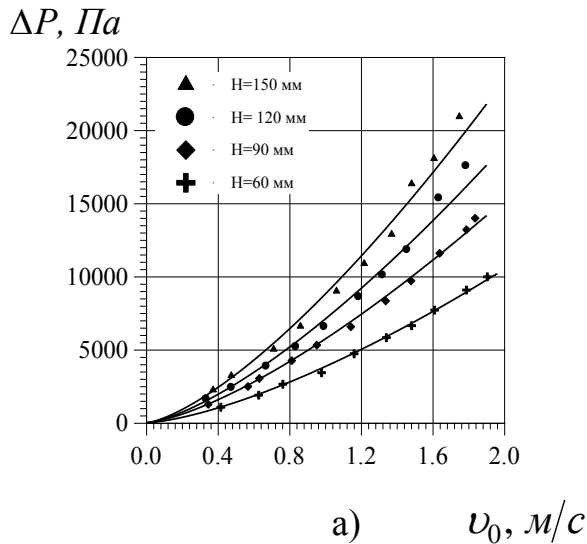 ΔP, Па
25000
20000
15000
10000
5000
0
H=150 мм
H= 120 мм
H=90 мм
H=60 мм
0.0 0.4 0.8 1.2 1.6 2.0
а) υ₀, м/с